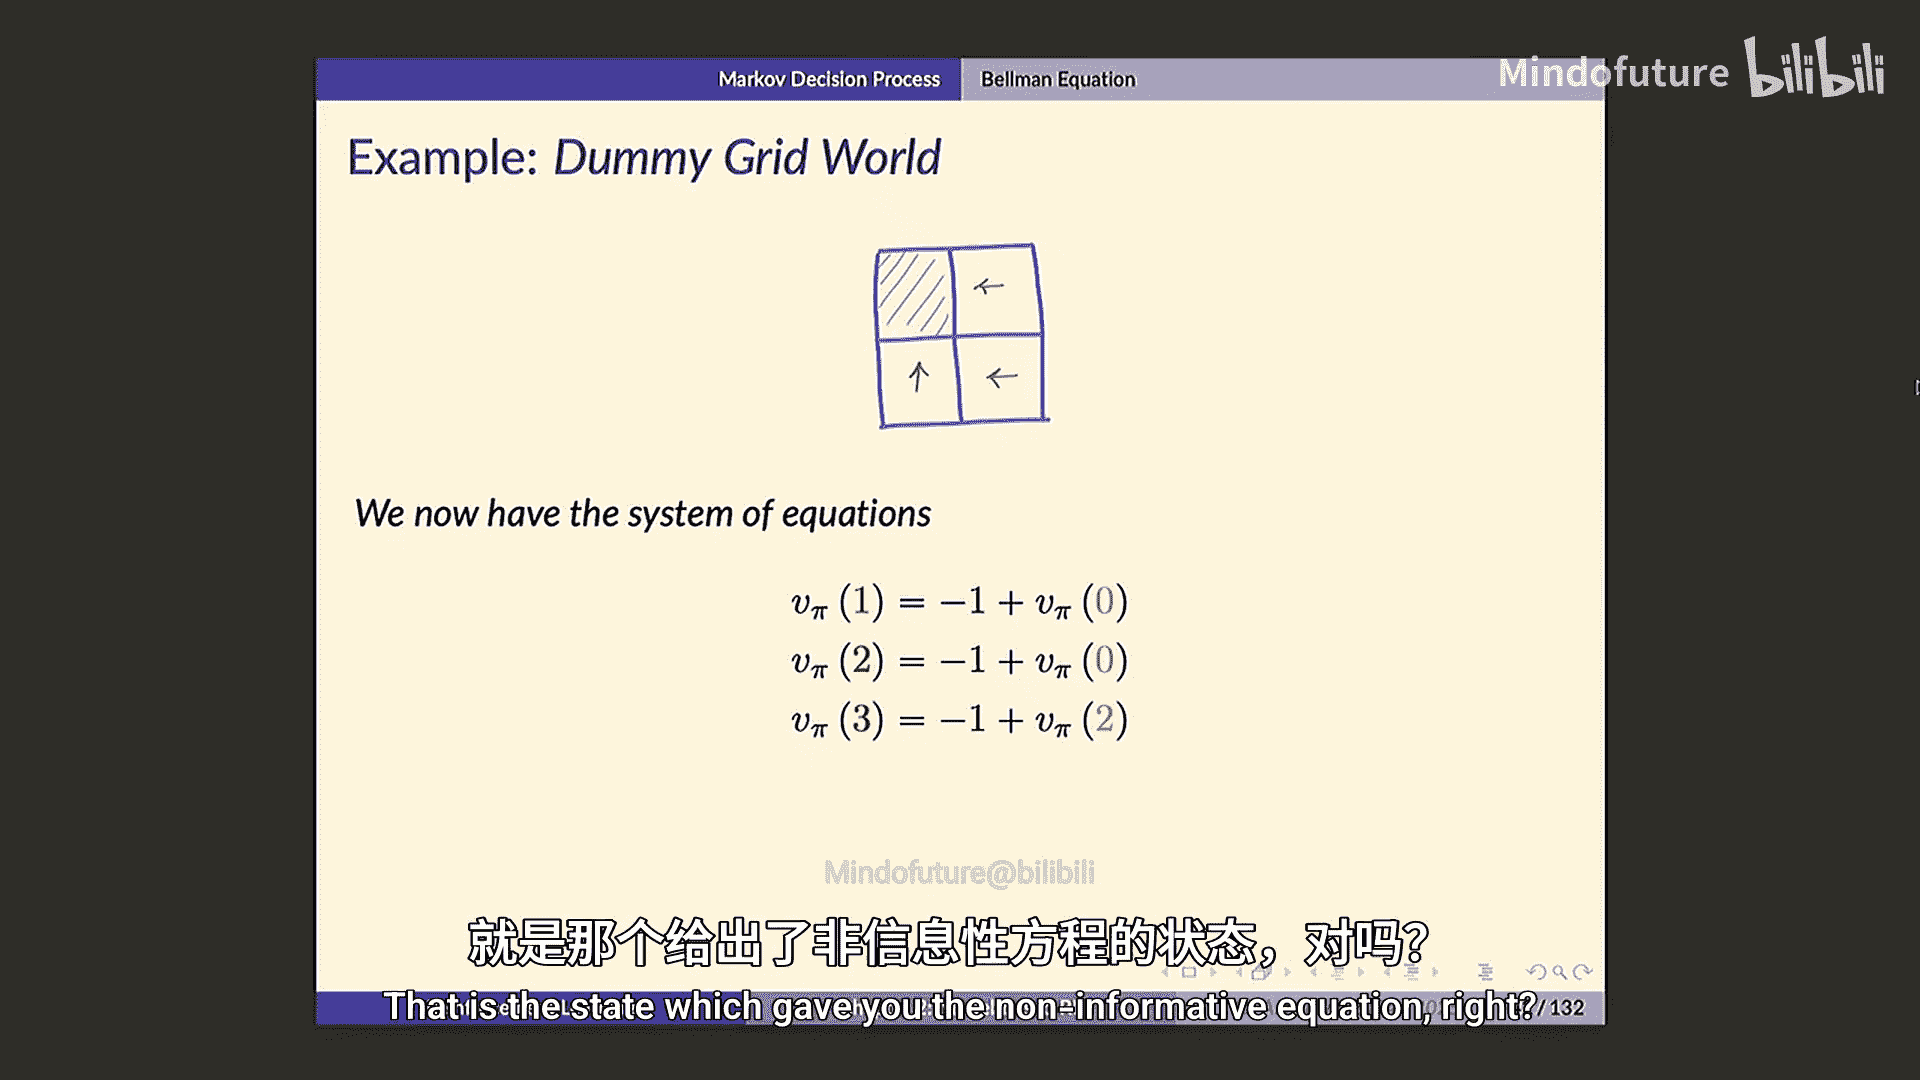 Markov Decision Process
Bellman Equation
Mindofuture bilibili
Example: Dummy Grid World
We now have the system of equations
vπ (1) = −1 + vπ (0)
vπ (2) = −1 + vπ (0)
vπ (3) = −1 + vπ (2)
Mindofuture@bilibili
就是那个给出了非信息性方程的状态，对吗？
That is the state which gave you the non-informative equation, right?
/ 132